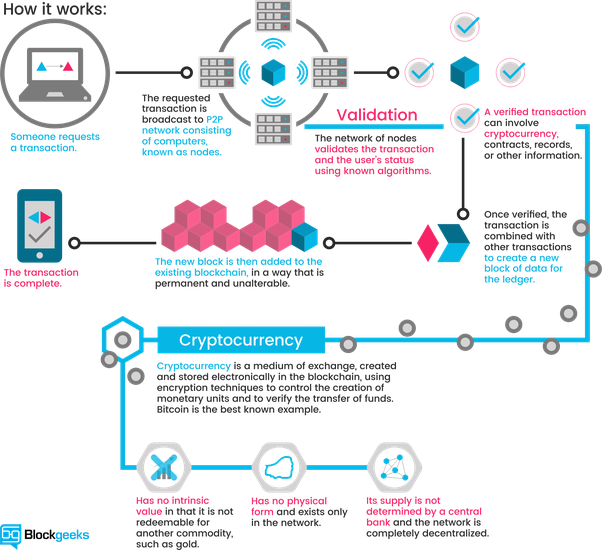 How it works:
Someone requests
a transaction.
The requested
transaction is
broadcast to P2P
network consisting
of computers,
known as nodes.
Validation
The network of nodes
validates the transaction
and the user's status
using known algorithms.
A verified transaction
can involve
cryptocurrency,
contracts, records,
or other information.
Once verified, the
transaction is
combined with
other transactions
to create a new
block of data for
the ledger.
The new block is then added to the
existing blockchain, in a way that is
permanent and unalterable.
The transaction
is complete.
Cryptocurrency
Cryptocurrency is a medium of exchange, created
and stored electronically in the blockchain, using
encryption techniques to control the creation of
monetary units and to verify the transfer of funds.
Bitcoin is the best known example.
Has no intrinsic
value in that it is not
redeemable for
another commodity,
such as gold.
Has no physical
form and exists only
in the network.
Its supply is not
determined by a central
bank and the network is
completely decentralized.
Blockgeeks